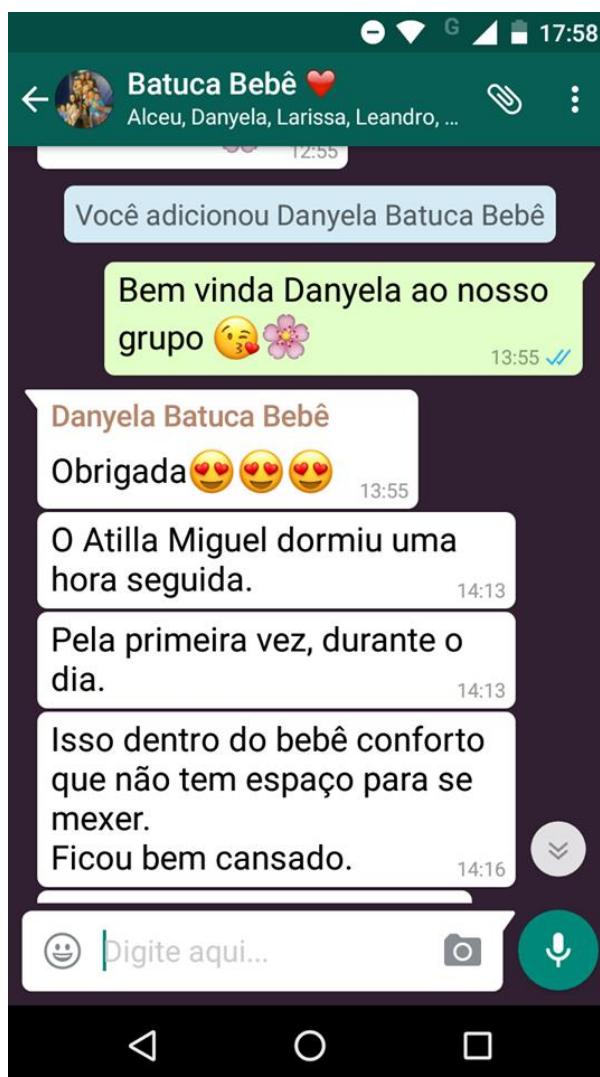 G 17:58
Batuca Bebê ❤️
Alceu, Danyela, Larissa, Leandro, ...
12:55
Você adicionou Danyela Batuca Bebê
Bem vinda Danyela ao nosso
grupo 😘🌸
13:55
Danyela Batuca Bebê
Obrigada😍😍😍
13:55
O Atilla Miguel dormiu uma
hora seguida.
14:13
Pela primeira vez, durante o
dia.
14:13
Isso dentro do bebê conforto
que não tem espaço para se
mexer.
Ficou bem cansado.
14:16
Digite aqui...